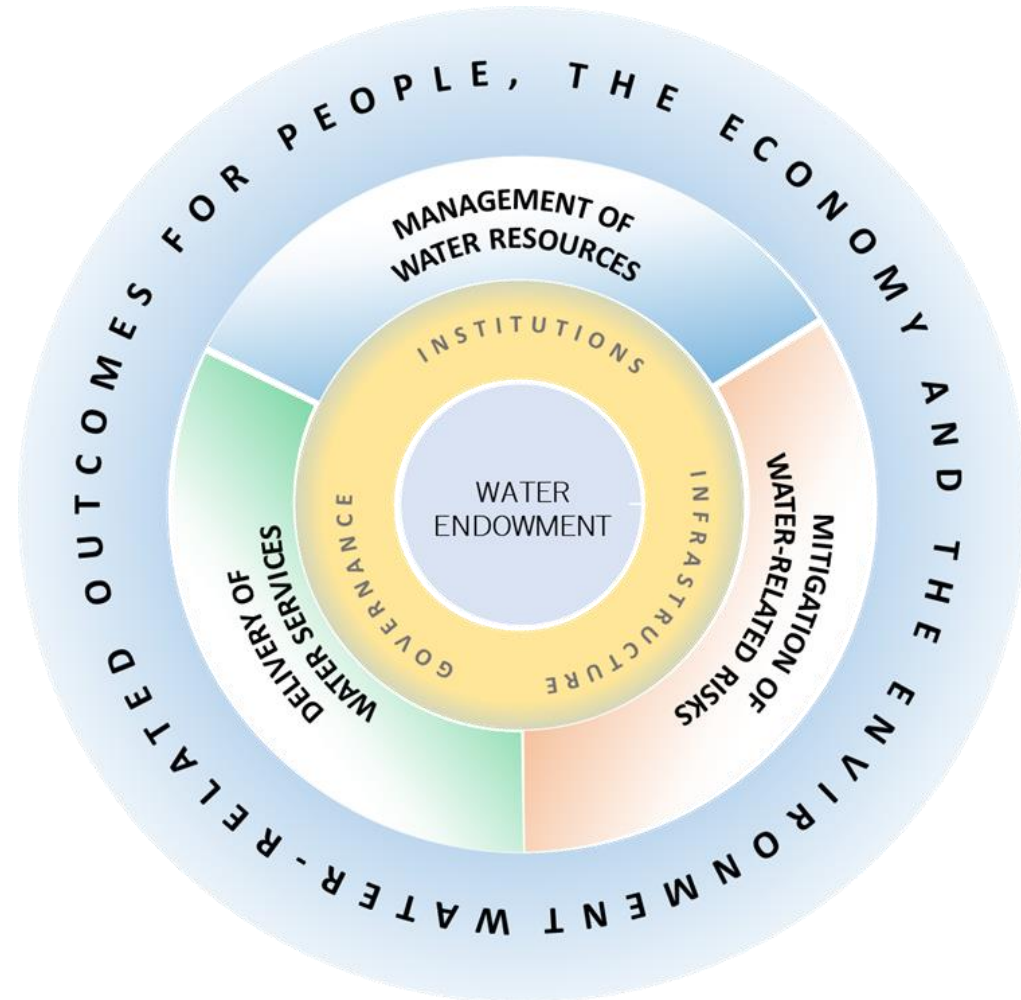 WATER-RELATED OUTCOMES FOR PEOPLE, THE ECONOMY AND THE ENVIRONMENT
MANAGEMENT OF
WATER RESOURCES
MITIGATION OF
WATER-RELATED RISKS
DELIVERY OF
WATER SERVICES
INSTITUTIONS
INFRASTRUCTURE
GOVERNANCE
WATER
ENDOWMENT